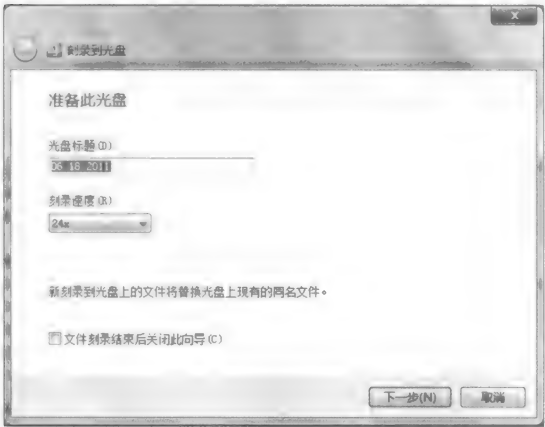 刻录到光盘
准备此光盘
光盘标题(D)
06 18 2011
刻录速度(R)
24x
新刻录到光盘上的文件将替换光盘上现有的同名文件。
文件刻录结束后关闭此向导(C)
下一步(N)
取消